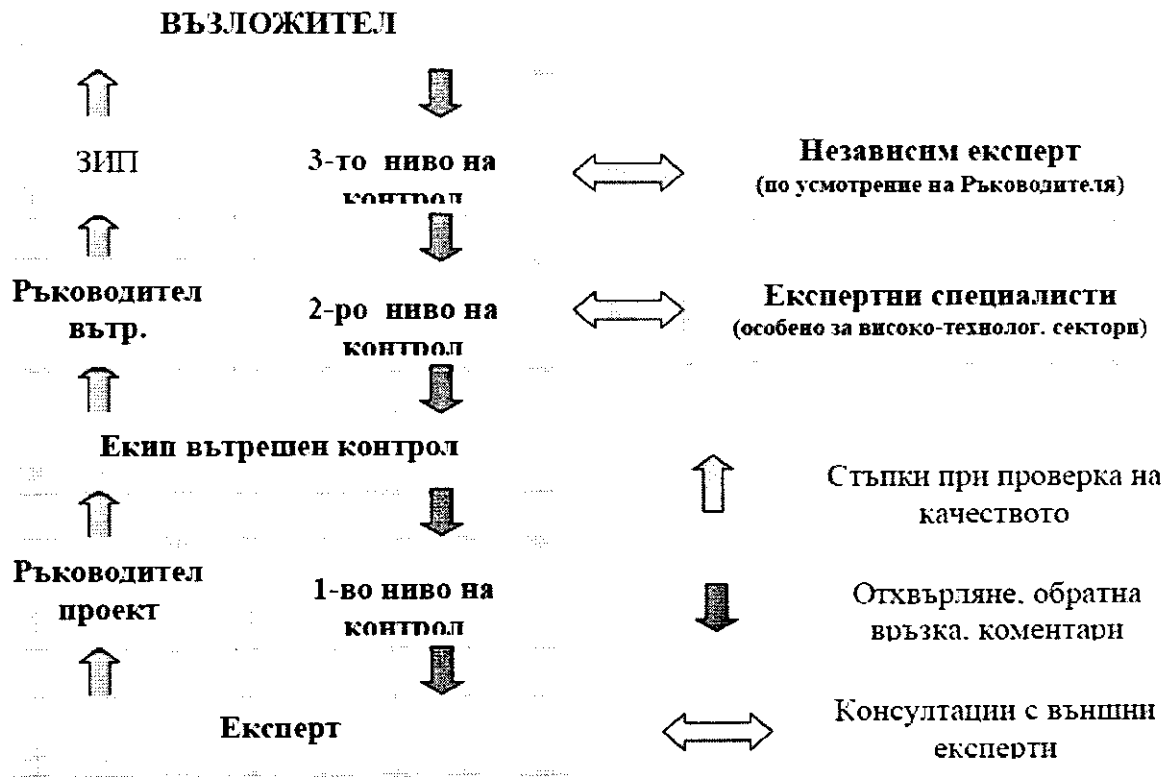 ВЪЗЛОЖИТЕЛ
ЗИП
3-то ниво на
контрол
Независим експерт
(по усмотрение на Ръководителя)
Ръководител
вътр.
2-ро ниво на
контрол
Експертни специалисти
(особено за високо-технолог. сектори)
Екип вътрешен контрол
Стъпки при проверка на
качеството
Ръководител
проект
1-во ниво на
контрол
Отхвърляне, обратна
връзка, коментари
Експерт
Консултации с външни
експерти